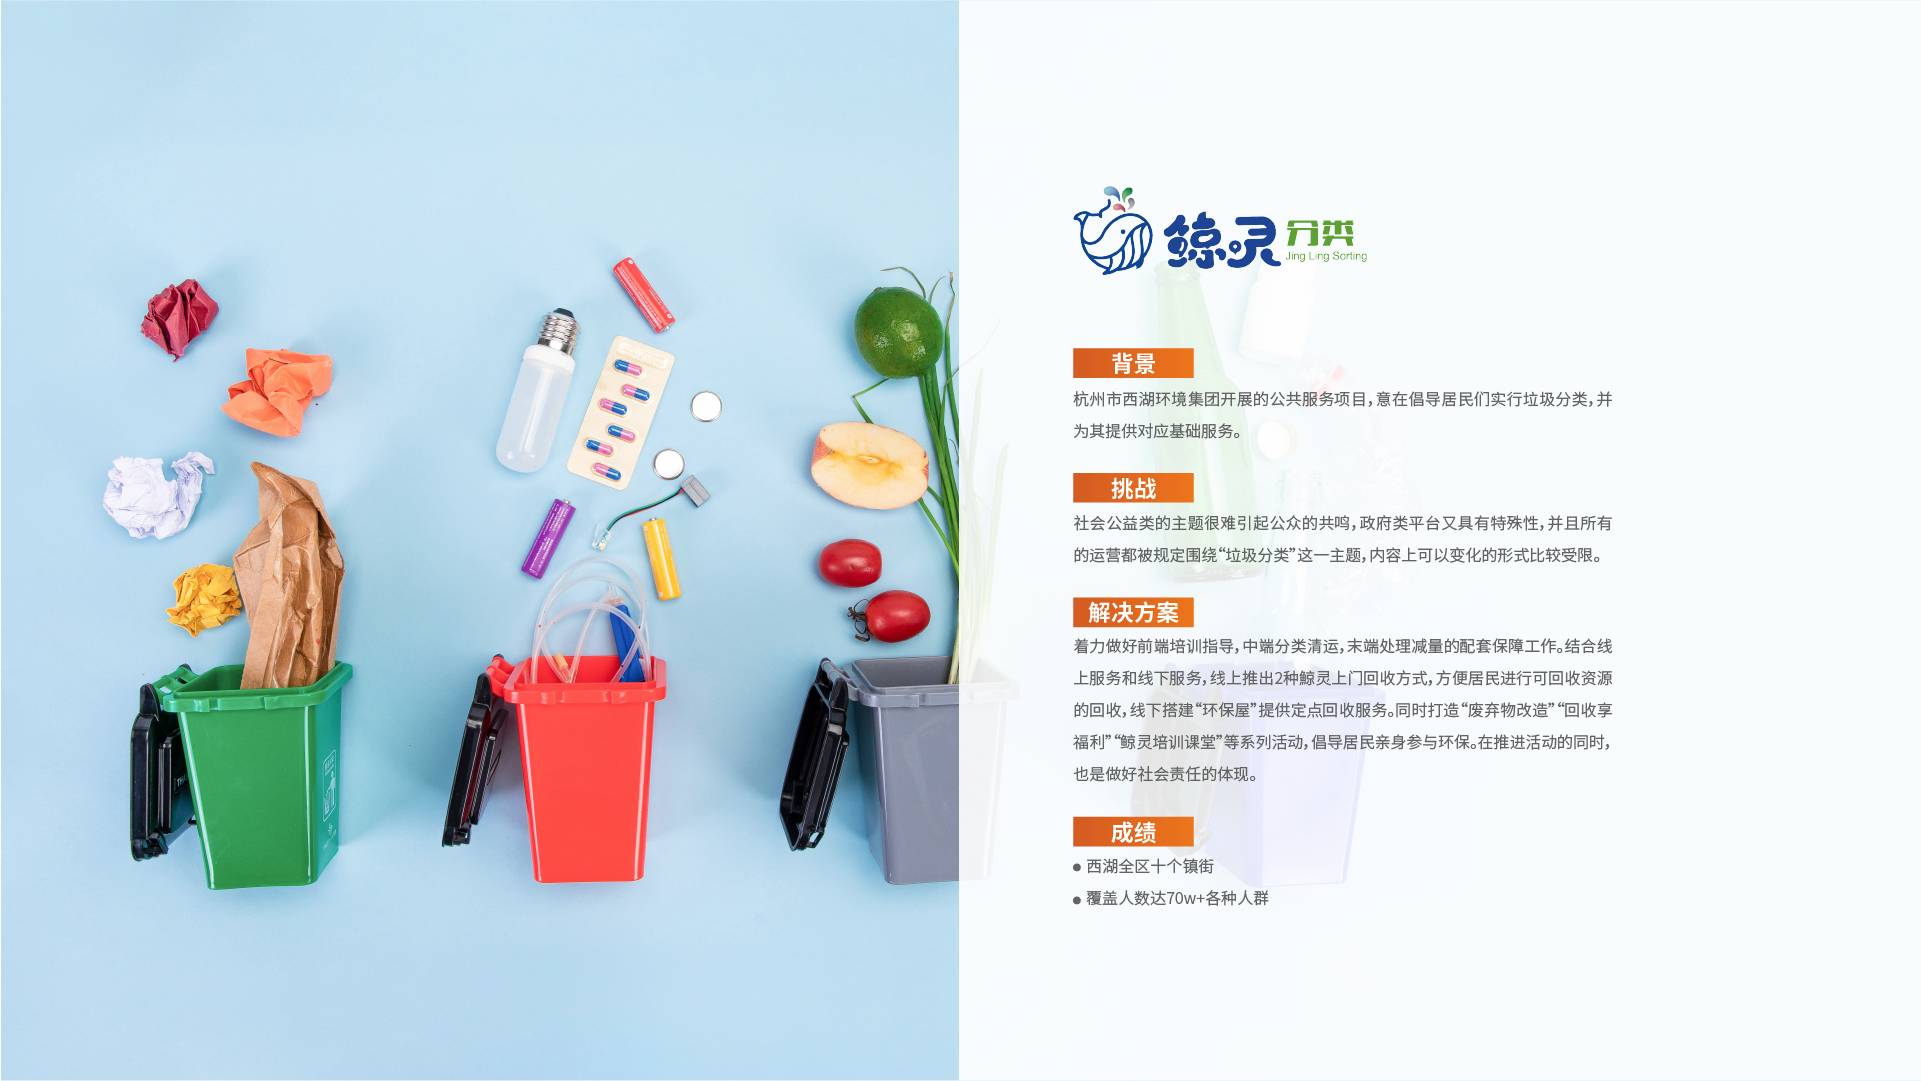 鲸灵分类
Jing Ling Sorting
背景
杭州市西湖环境集团开展的公共服务项目，意在倡导居民们实行垃圾分类，并
为其提供对应基础服务。
挑战
社会公益类的主题很难引起公众的共鸣，政府类平台又具有特殊性，并且所有
的运营都被规定围绕“垃圾分类”这一主题，内容上可以变化的形式比较受限。
解决方案
着力做好前端培训指导，中端分类清运，末端处理减量的配套保障工作。结合线
上服务和线下服务，线上推出2种鲸灵上门回收方式，方便居民进行可回收资源
的回收，线下搭建“环保屋”提供定点回收服务。同时打造“废弃物改造”“回收享
福利”“鲸灵培训课堂”等系列活动，倡导居民亲身参与环保。在推进活动的同时，
也是做好社会责任的体现。
成绩
● 西湖全区十个镇街
● 覆盖人数达70w+各种人群